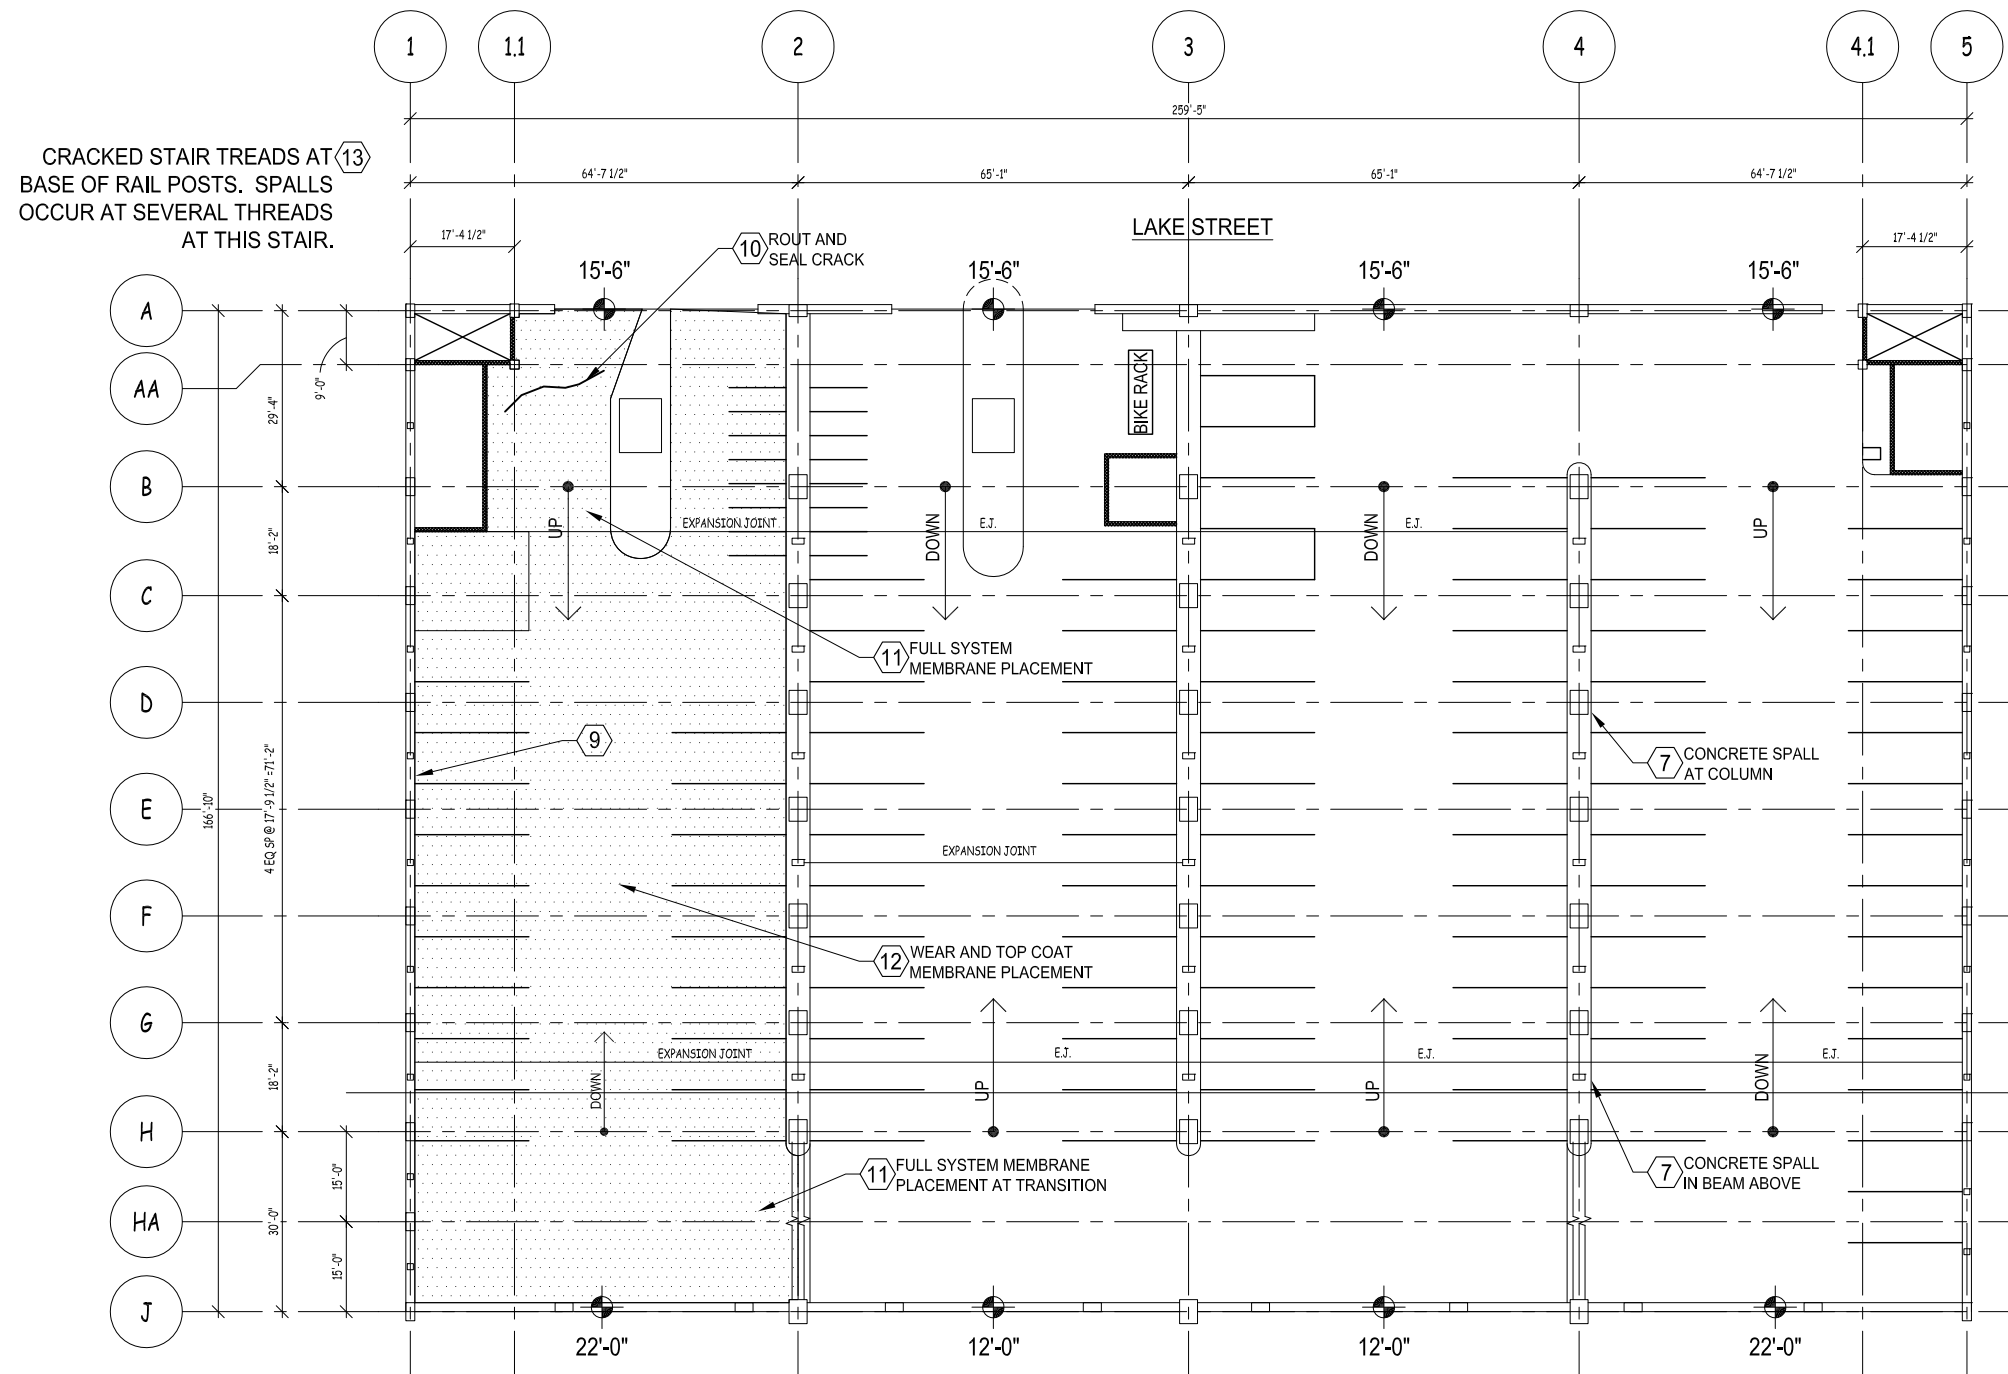 1
1.1
2
3
4
4.1
5
259'-5"
CRACKED STAIR TREADS AT 13
BASE OF RAIL POSTS. SPALLS
OCCUR AT SEVERAL THREADS
AT THIS STAIR.
64'-7 1/2"
65'-1"
65'-1"
64'-7 1/2"
LAKE STREET
17'-4 1/2"
17'-4 1/2"
10 ROUT AND
SEAL CRACK
15'-6"
15'-6"
15'-6"
15'-6"
A
AA
9'-0"
29'-4"
BIKE RACK
B
UP
EXPANSION JOINT
DOWN
E.J.
DOWN
E.J.
UP
18'-2"
C
11 FULL SYSTEM
MEMBRANE PLACEMENT
D
9
7 CONCRETE SPALL
AT COLUMN
E
166'-10"
4 EQ SP @ 17'-9 1/2" =71'-2"
EXPANSION JOINT
F
12 WEAR AND TOP COAT
MEMBRANE PLACEMENT
G
EXPANSION JOINT
E.J.
E.J.
E.J.
18'-2"
DOWN
UP
UP
DOWN
H
11 FULL SYSTEM MEMBRANE
PLACEMENT AT TRANSITION
7 CONCRETE SPALL
IN BEAM ABOVE
15'-0"
HA
30'-0"
15'-0"
J
22'-0"
12'-0"
12'-0"
22'-0"